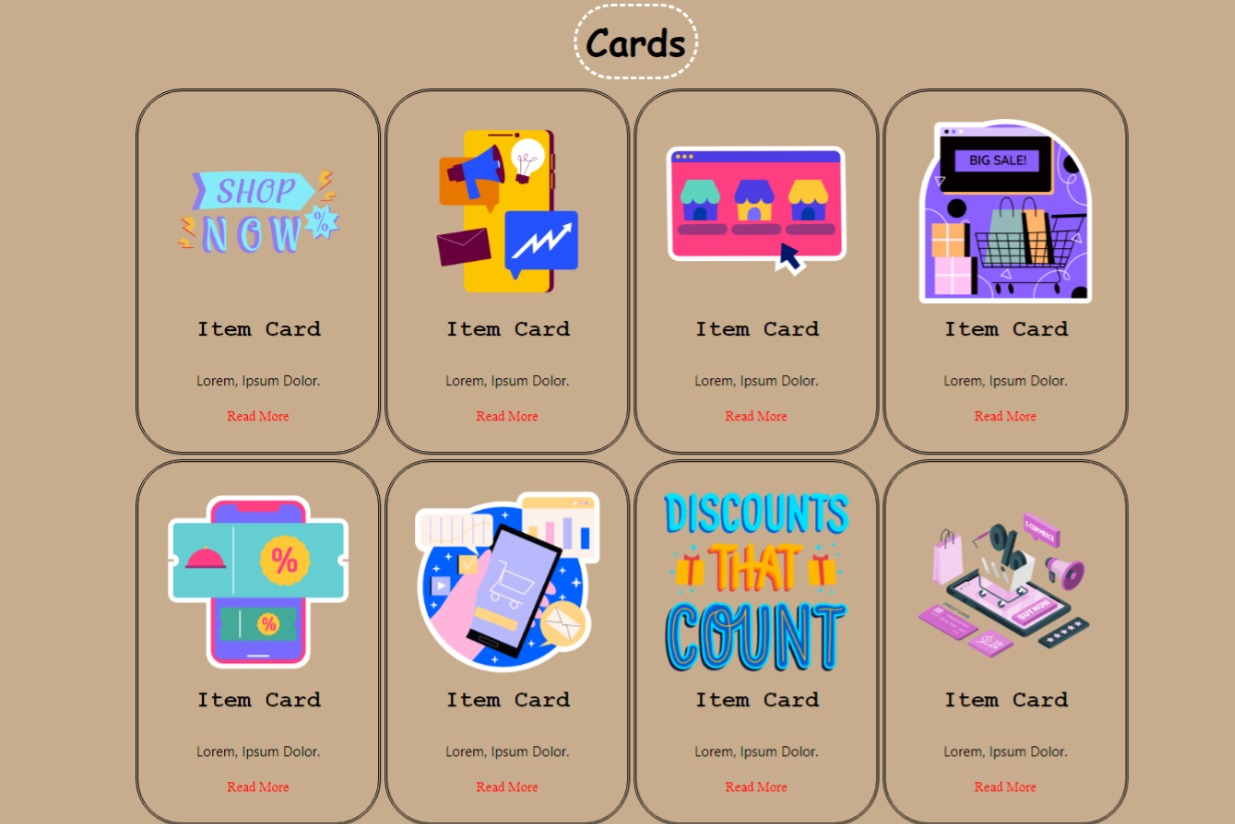 Cards
SHOP
NOW %
BIG SALE!
Item Card
Item Card
Item Card
Item Card
Lorem, Ipsum Dolor.
Lorem, Ipsum Dolor.
Lorem, Ipsum Dolor.
Lorem, Ipsum Dolor.
Read More
Read More
Read More
Read More
%
%
DISCOUNTS
THAT
COUNT
%
E-COMMERCE
BUY NOW
Item Card
Item Card
Item Card
Item Card
Lorem, Ipsum Dolor.
Lorem, Ipsum Dolor.
Lorem, Ipsum Dolor.
Lorem, Ipsum Dolor.
Read More
Read More
Read More
Read More